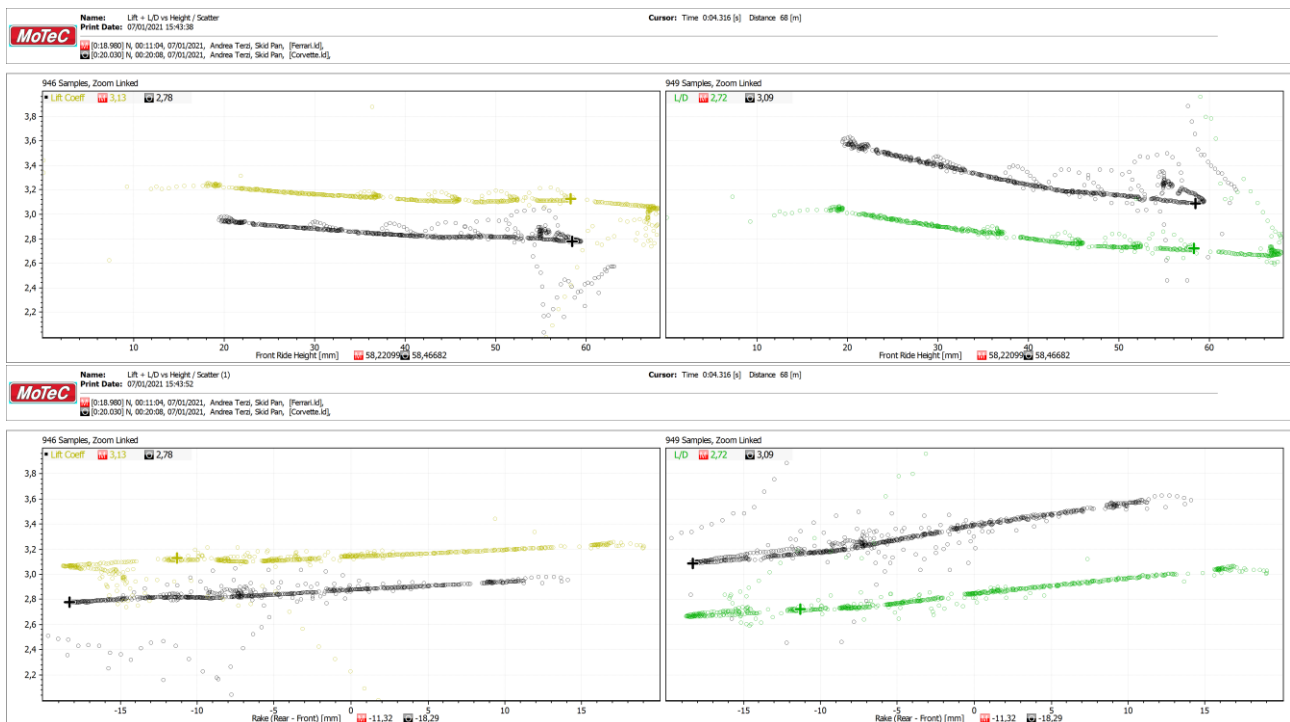 MoTeC
Name: Lift + L/D vs Height / Scatter
Print Date: 07/01/2021 15:43:38
Cursor: Time 0:04.316 [s] Distance 68 [m]
[0:18.980] N, 00:11:04, 07/01/2021, Andrea Terzi, Skid Pan, [Ferrari.ld],
[0:20.030] N, 00:20:08, 07/01/2021, Andrea Terzi, Skid Pan, [Corvette.ld],
946 Samples, Zoom Linked
Lift Coeff 3,13 2,78
3,8
3,6
3,4
3,2
3,0
2,8
2,6
2,4
2,2
10 20 30 40 50 60
Front Ride Height [mm] 58,22099 58,46682
949 Samples, Zoom Linked
L/D 2,72 3,09
10 20 30 40 50 60
Front Ride Height [mm] 58,22099 58,46682
MoTeC
Name: Lift + L/D vs Height / Scatter (1)
Print Date: 07/01/2021 15:43:52
Cursor: Time 0:04.316 [s] Distance 68 [m]
[0:18.980] N, 00:11:04, 07/01/2021, Andrea Terzi, Skid Pan, [Ferrari.ld],
[0:20.030] N, 00:20:08, 07/01/2021, Andrea Terzi, Skid Pan, [Corvette.ld],
946 Samples, Zoom Linked
Lift Coeff 3,13 2,78
3,8
3,6
3,4
3,2
3,0
2,8
2,6
2,4
2,2
-15 -10 -5 0 5 10 15
Rake (Rear - Front) [mm] -11,32 -18,29
949 Samples, Zoom Linked
L/D 2,72 3,09
-15 -10 -5 0 5 10 15
Rake (Rear - Front) [mm] -11,32 -18,29